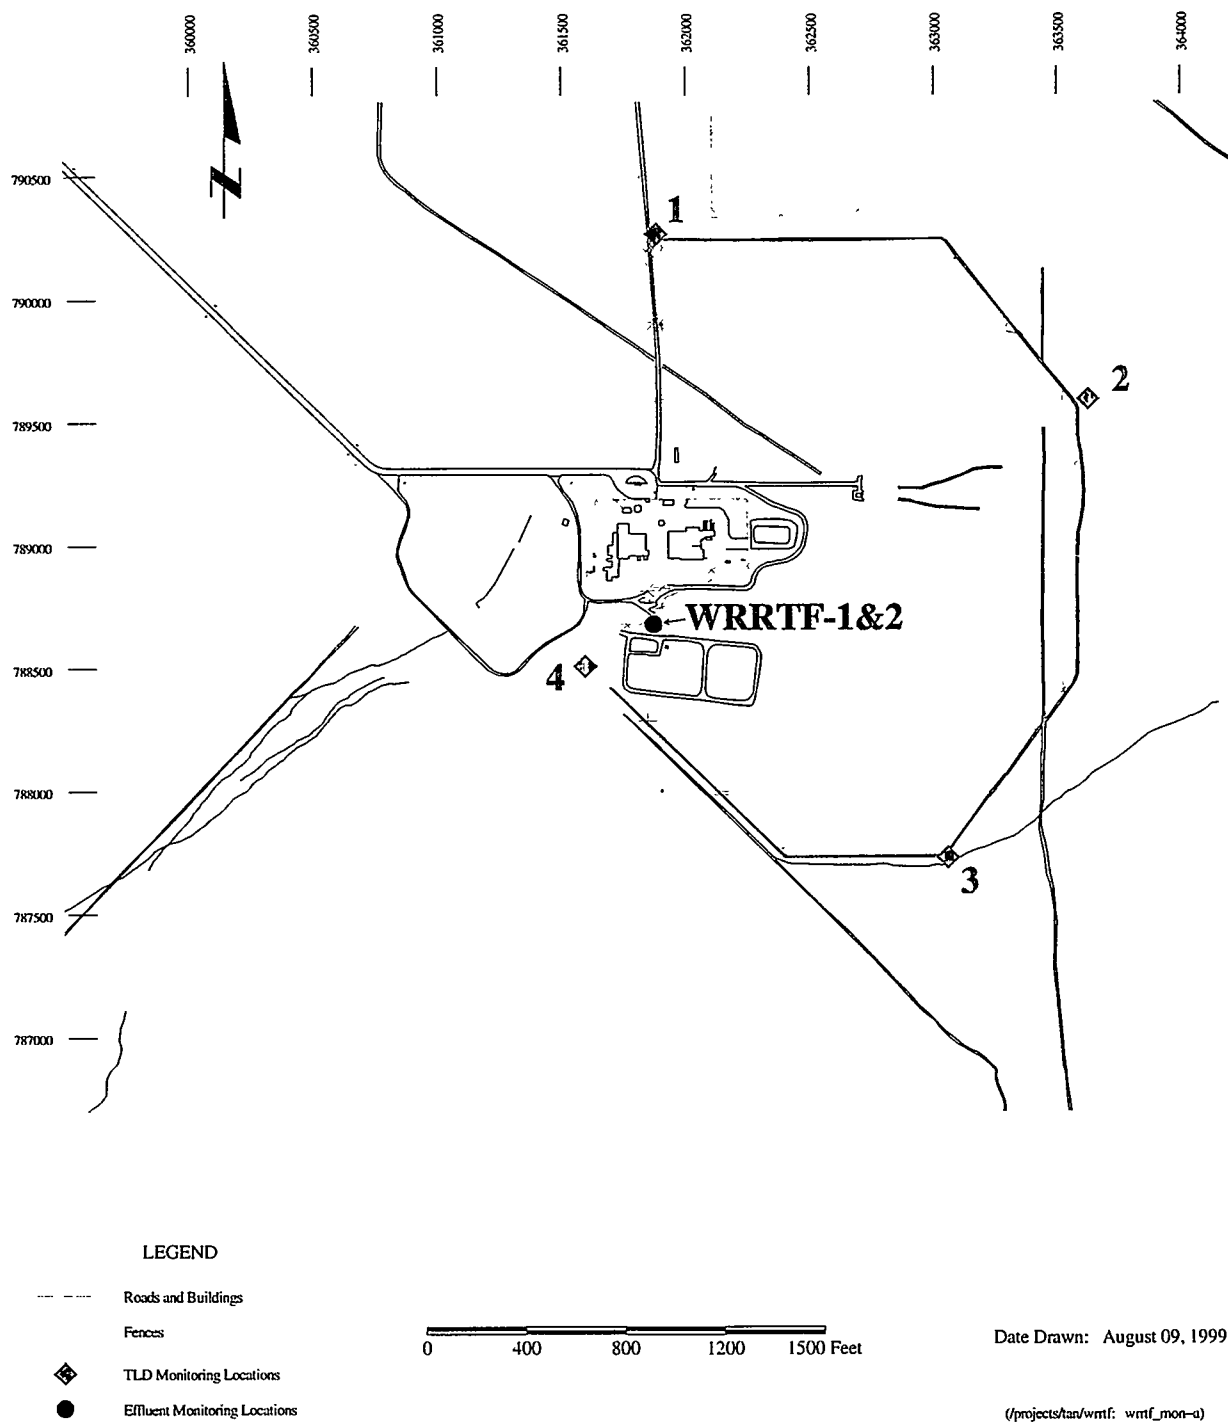 360000
360500
361000
361500
362000
362500
363000
363500
364000
N
790500
1
790000
2
789500
789000
WRRTF-1&2
4
788500
788000
3
787500
787000
LEGEND
Roads and Buildings
Fences
TLD Monitoring Locations
Effluent Monitoring Locations
0 400 800 1200 1500 Feet
Date Drawn: August 09, 1999
(/projects/tan/wrrtf: wrrtf_mon-a)